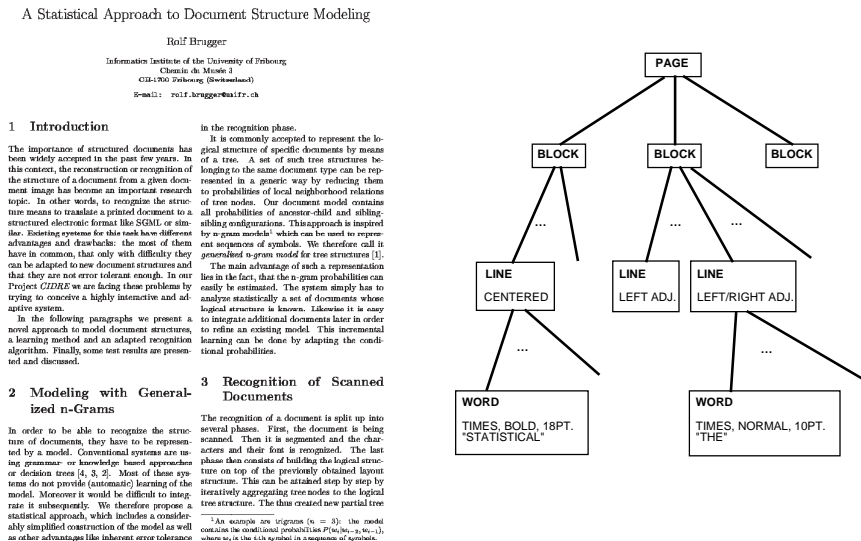 A Statistical Approach to Document Structure Modeling
Rolf Brugger
Informatics Institute of the University of Fribourg
Chemin du Musée 3
CH-1700 Fribourg (Switzerland)
E-mail: rolf.brugger@unifr.ch
1 Introduction
The importance of structured documents has
been widely accepted in the past few years. In
this context, the reconstruction or recognition of
the structure of a document from a given docu-
ment image has become an important research
topic. In other words, to recognize the struc-
ture means to translate a printed document to a
structured electronic format like SGML or sim-
ilar. Existing systems for this task have different
advantages and drawbacks: the most of them
have in common, that only with difficulty they
can be adapted to new document structures and
that they are not error tolerant enough. In our
Project CIDRE we are facing these problems by
trying to conceive a highly interactive and ad-
aptive system.
In the following paragraphs we present a
novel approach to model document structures,
a learning method and an adapted recognition
algorithm. Finally, some test results are presen-
ted and discussed.
2 Modeling with General-
ized n-Grams
In order to be able to recognize the struc-
ture of documents, they have to be represen-
ted by a model. Conventional systems are us-
ing grammar- or knowledge based approaches
or decision trees [4, 3, 2]. Most of these sys-
tems do not provide (automatic) learning of the
model. Moreover it would be difficult to integ-
rate it subsequently. We therefore propose a
statistical approach, which includes a consider-
ably simplified construction of the model as well
as other advantages like inherent error tolerance
in the recognition phase.
It is commonly accepted to represent the lo-
gical structure of specific documents by means
of a tree. A set of such tree structures be-
longing to the same document type can be rep-
resented in a generic way by reducing them
to probabilities of local neighborhood relations
of tree nodes. Our document model contains
all probabilities of ancestor-child and sibling-
sibling configurations. This approach is inspired
by n-gram models¹ which can be used to repre-
ent sequences of symbols. We therefore call it
generalised n-gram model for tree structures [1].
The main advantage of such a representation
lies in the fact, that the n-gram probabilities can
easily be estimated. The system simply has to
analyze statistically a set of documents whose
logical structure is known. Likewise it is easy
to integrate additional documents later in order
to refine an existing model. This incremental
learning can be done by adapting the condi-
tional probabilities.
3 Recognition of Scanned
Documents
The recognition of a document is split up into
several phases. First, the document is being
scanned. Then it is segmented and the char-
acters and their font is recognized. The last
phase then consists of building the logical struc-
ture on top of the previously obtained layout
structure. This can be attained step by step by
iteratively aggregating tree nodes to the logical
tree structure. The thus created new partial tree
¹An example are trigrams (n = 3): the model
contains the conditional probabilities P(wᵢ|wᵢ₋₂, wᵢ₋₁),
where wᵢ is the i-th symbol in a sequence of symbols.
PAGE
BLOCK BLOCK BLOCK
... ...
LINE LINE LINE
CENTERED LEFT ADJ. LEFT/RIGHT ADJ.
... ...
WORD WORD
TIMES, BOLD, 18PT. TIMES, NORMAL, 10PT.
"STATISTICAL" "THE"